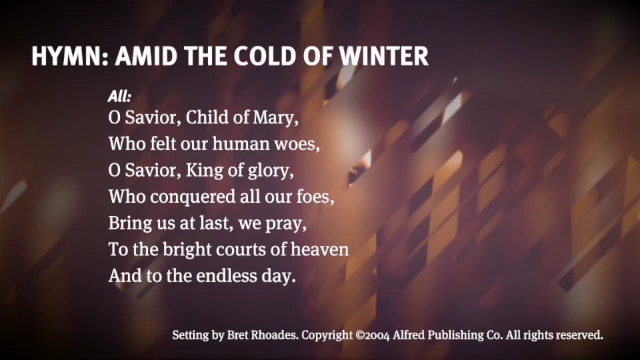 HYMN: AMID THE COLD OF WINTER
All:
O Savior, Child of Mary,
Who felt our human woes,
O Savior, King of glory,
Who conquered all our foes,
Bring us at last, we pray,
To the bright courts of heaven
And to the endless day.
Setting by Bret Rhoades. Copyright ©2004 Alfred Publishing Co. All rights reserved.